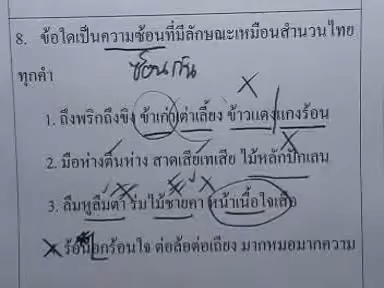 8. ข้อใดเป็นความซ้อนที่มีลักษณะเหมือนสำนวนไทย
ทุกคำ
ซ้อนกัน
1. ถึงพริกถึงขิง ข้าเก่าเต่าเลี้ยง ข้าวแดงแกงร้อน
2. มือห่างตีนห่าง สาดเสียเทเสีย ไม้หลักปักเลน
3. ลืมหูลืมตา ร่มไม้ชายคา หน้าเนื้อใจเสือ
ร้อนอกร้อนใจ ต่อล้อต่อเถียง มากหมอมากความ